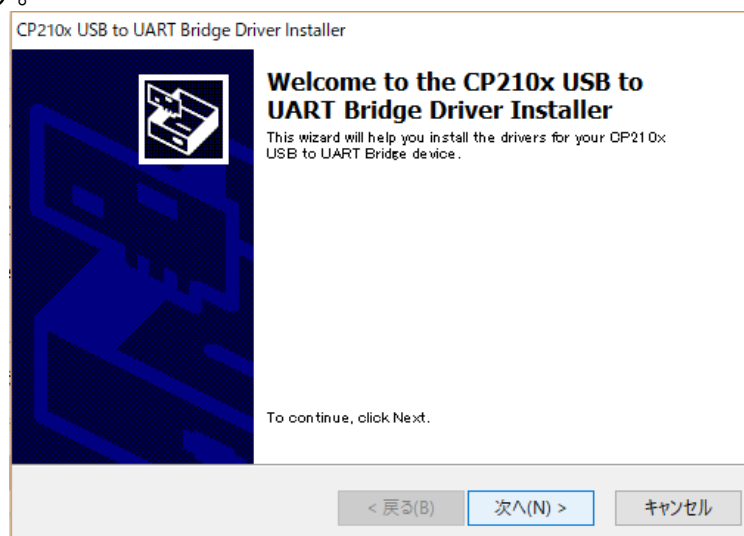 る。
CP210x USB to UART Bridge Driver Installer
Welcome to the CP210x USB to
UART Bridge Driver Installer
This wizard will help you install the drivers for your CP210x
USB to UART Bridge device.
To continue, click Next.
< 戻る(B) 次へ(N) > キャンセル